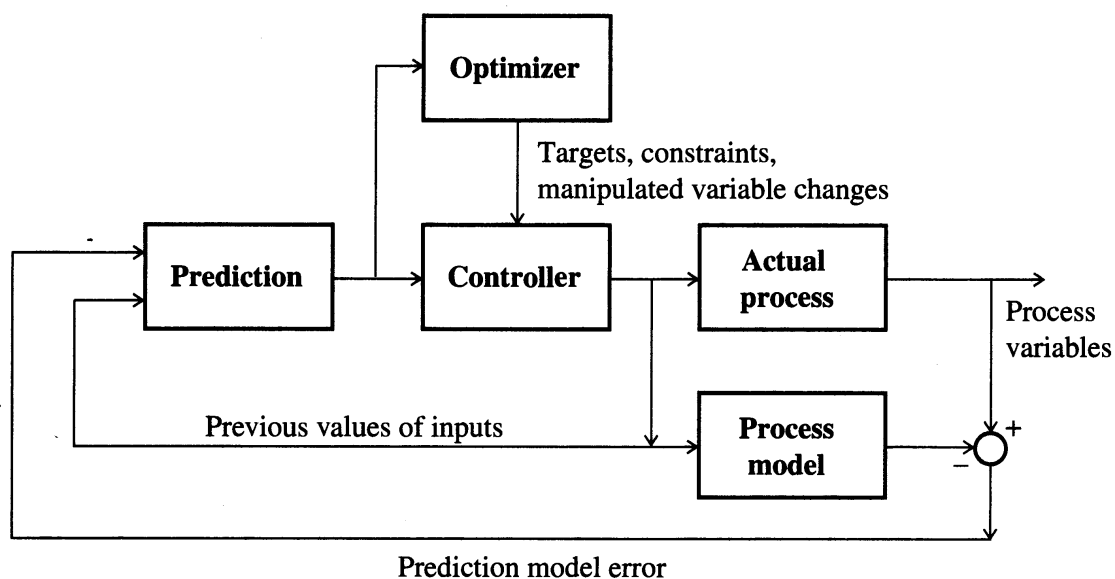 Optimizer
Targets, constraints,
manipulated variable changes
Prediction
Controller
Actual
process
Process
variables
Previous values of inputs
Process
model
+
−
Prediction model error